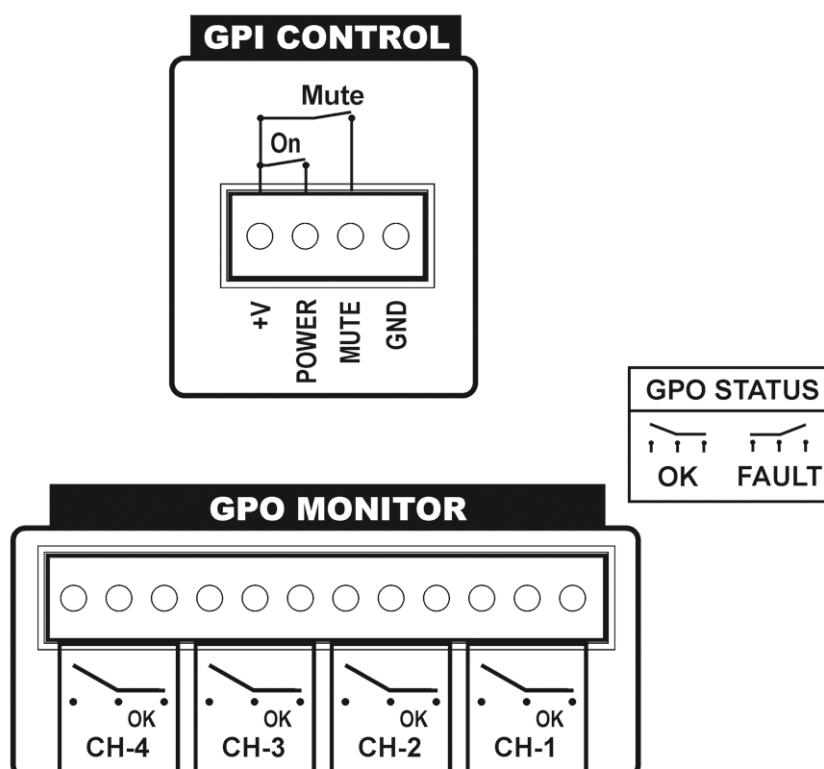 GPI CONTROL
Mute
On
+V
POWER
MUTE
GND
GPO STATUS
OK FAULT
GPO MONITOR
OK OK OK OK
CH-4 CH-3 CH-2 CH-1